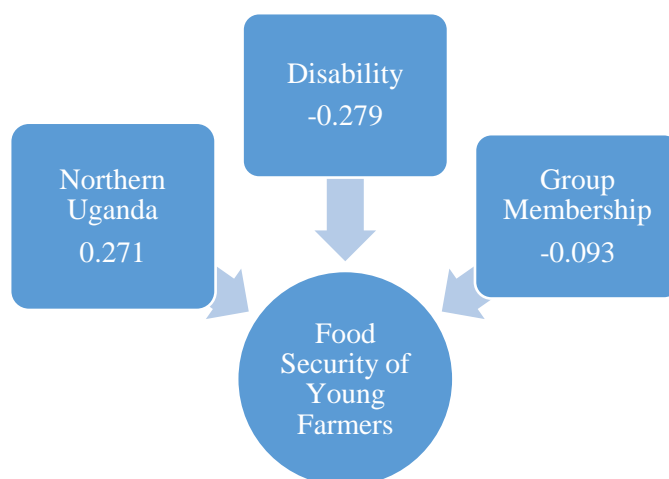 Disability
-0.279
Northern
Uganda
0.271
Group
Membership
-0.093
Food
Security of
Young
Farmers